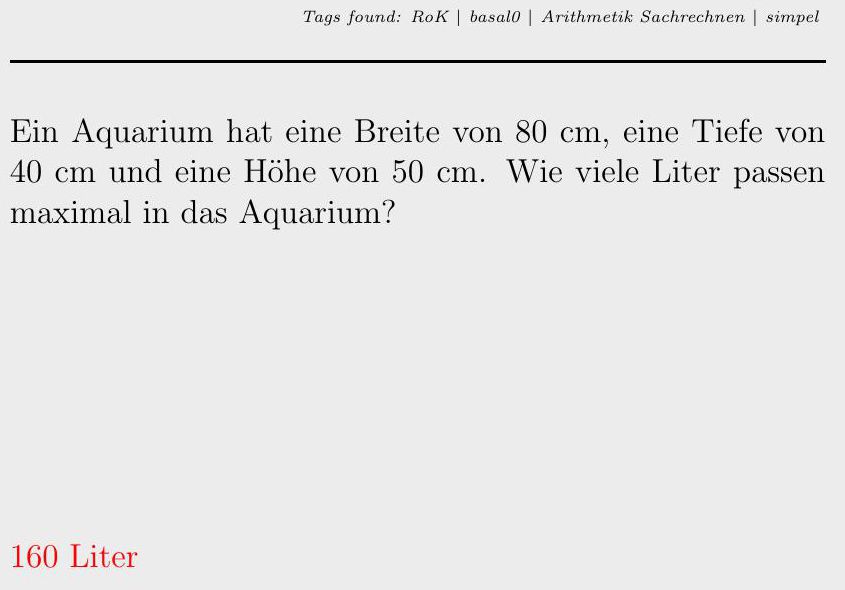 Tags found: RoK | basal0 | Arithmetik Sachrechnen | simpel
Ein Aquarium hat eine Breite von 80 cm, eine Tiefe von
40 cm und eine Höhe von 50 cm. Wie viele Liter passen
maximal in das Aquarium?
160 Liter